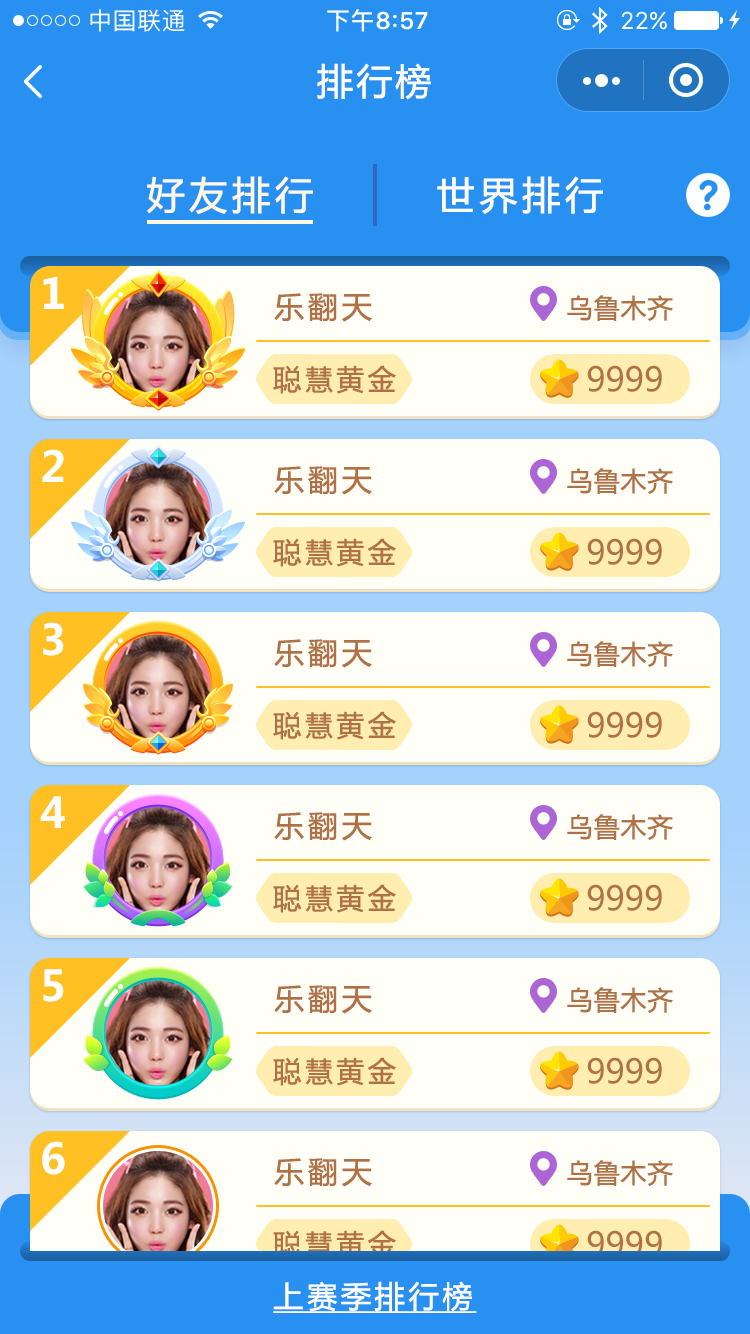 中国联通 下午8:57 22%
排行榜
好友排行 世界排行 ?
1 乐翻天 乌鲁木齐
聪慧黄金 9999
2 乐翻天 乌鲁木齐
聪慧黄金 9999
3 乐翻天 乌鲁木齐
聪慧黄金 9999
4 乐翻天 乌鲁木齐
聪慧黄金 9999
5 乐翻天 乌鲁木齐
聪慧黄金 9999
6 乐翻天 乌鲁木齐
聪慧黄金 9999
上赛季排行榜